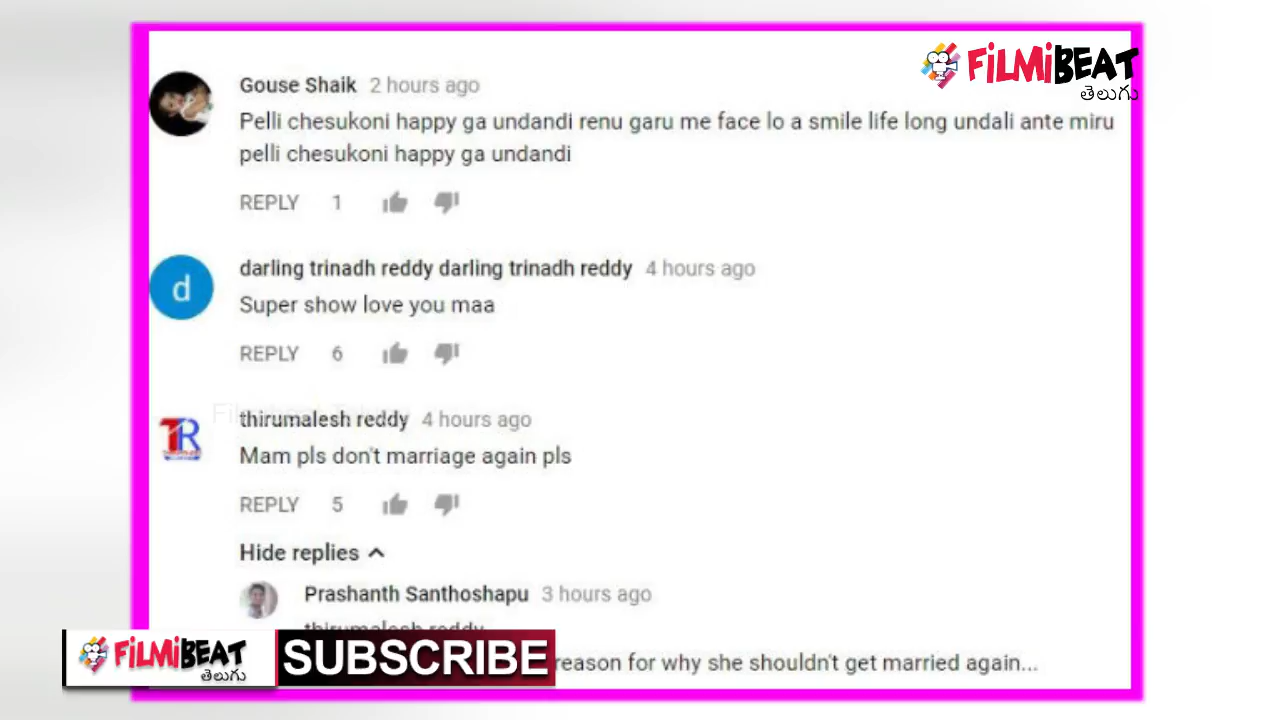 FiLMiBEAT
తెలుగు
Gouse Shaik 2 hours ago
Pelli chesukoni happy ga undandi renu garu me face lo a smile life long undali ante miru
pelli chesukoni happy ga undandi
REPLY 1
d
darling trinadh reddy darling trinadh reddy 4 hours ago
Super show love you maa
REPLY 6
TR
thirumalesh reddy 4 hours ago
Mam pls don't marriage again pls
REPLY 5
Hide replies
Prashanth Santhoshapu 3 hours ago
thirumalesh reddy
reason for why she shouldn't get married again...
FiLMiBEAT
తెలుగు
SUBSCRIBE